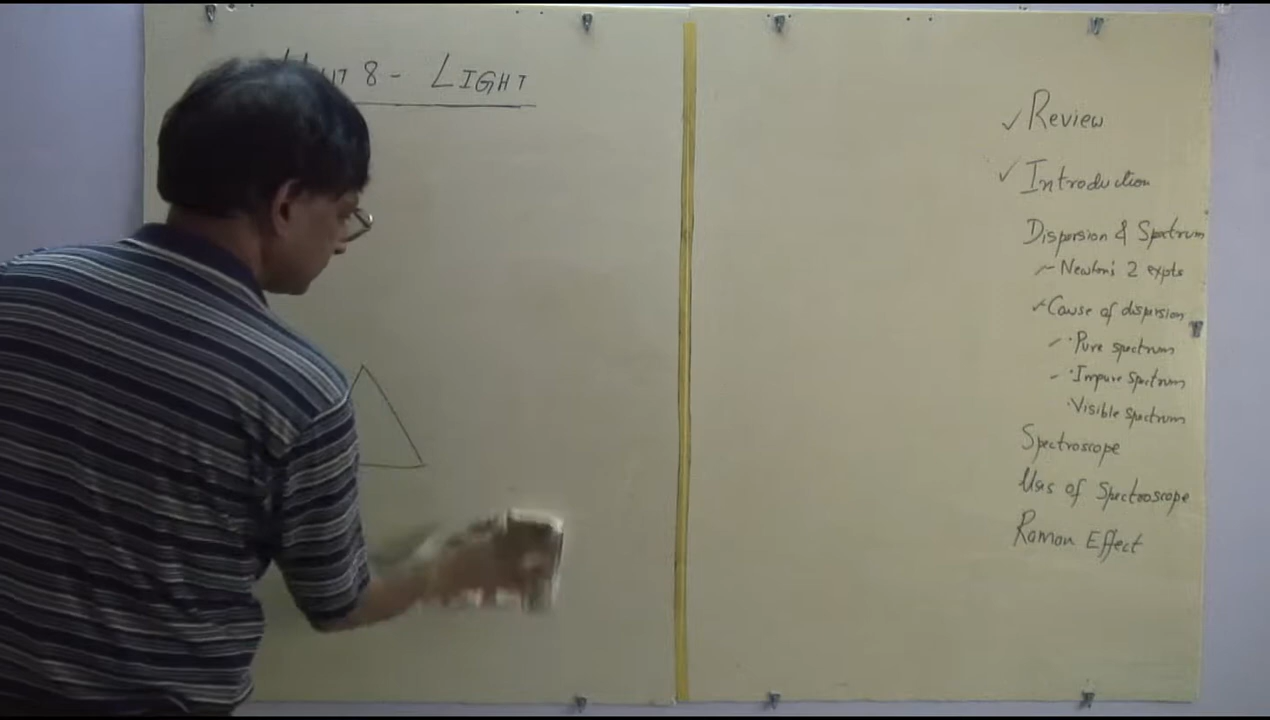 Unit 8 - LIGHT
✓ Review
✓ Introduction
Dispersion & Spectrum
~ Newton's 2 expts
✓ Cause of dispersion
- · Pure spectrum
- · Impure spectrum
· Visible spectrum
Spectroscope
Uses of Spectroscope
Raman Effect